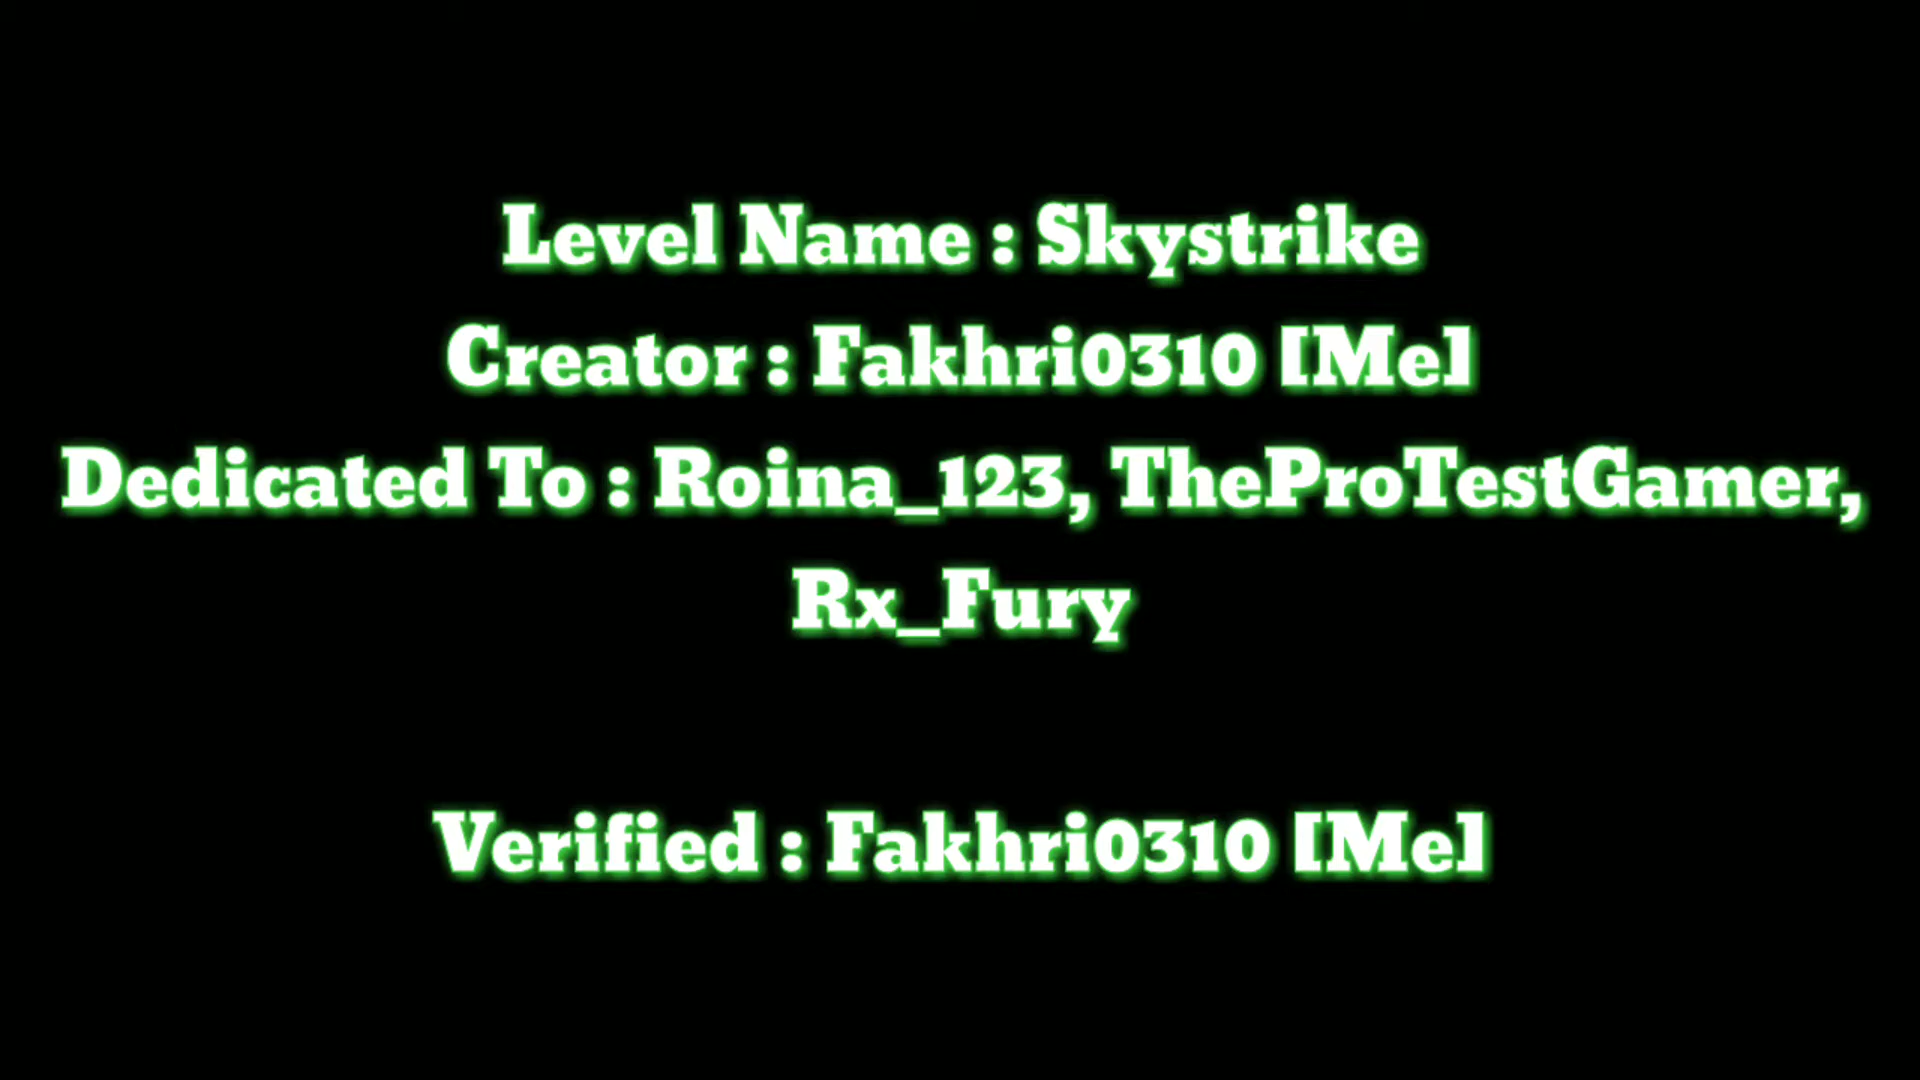 Level Name : Skystrike
Creator : Fakhri0310 [Me]
Dedicated To : Roina_123, TheProTestGamer,
Rx_Fury
Verified : Fakhri0310 [Me]